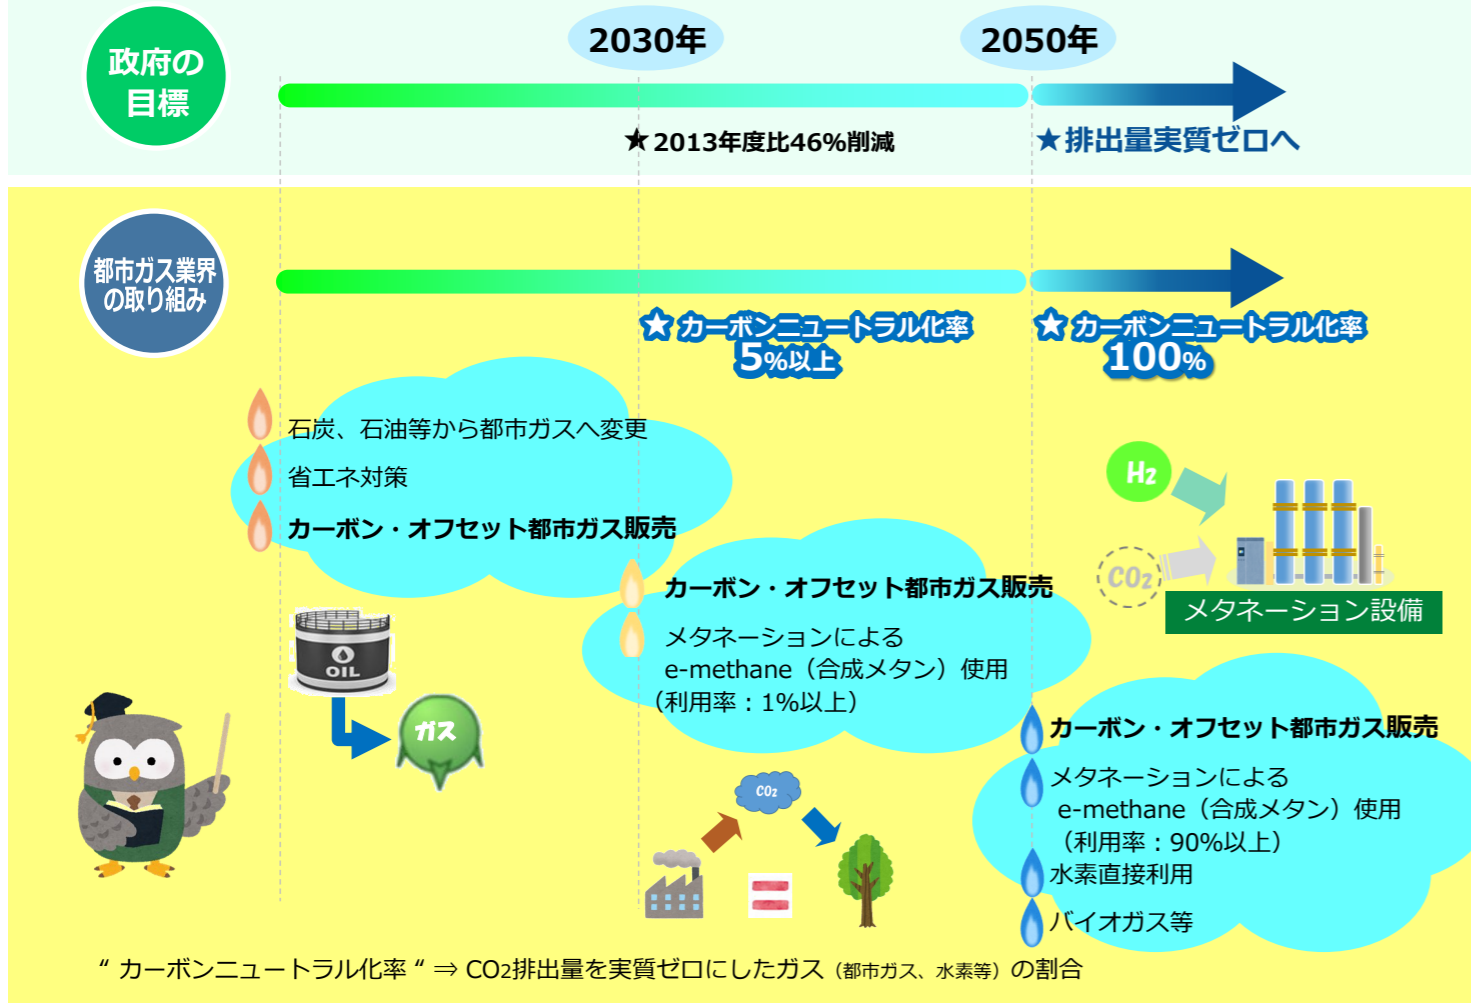 政府の
目標
2030年
2050年
★2013年度比46%削減
★排出量実質ゼロへ
都市ガス業界
の取り組み
★ カーボンニュートラル化率
5%以上
★ カーボンニュートラル化率
100%
石炭、石油等から都市ガスへ変更
省エネ対策
カーボン・オフセット都市ガス販売
OIL
ガス
カーボン・オフセット都市ガス販売
メタネーションによる
e-methane（合成メタン）使用
（利用率：1%以上）
CO2
H2
CO2
メタネーション設備
カーボン・オフセット都市ガス販売
メタネーションによる
e-methane（合成メタン）使用
（利用率：90%以上）
水素直接利用
バイオガス等
“ カーボンニュートラル化率 “ ⇒ CO2排出量を実質ゼロにしたガス（都市ガス、水素等）の割合